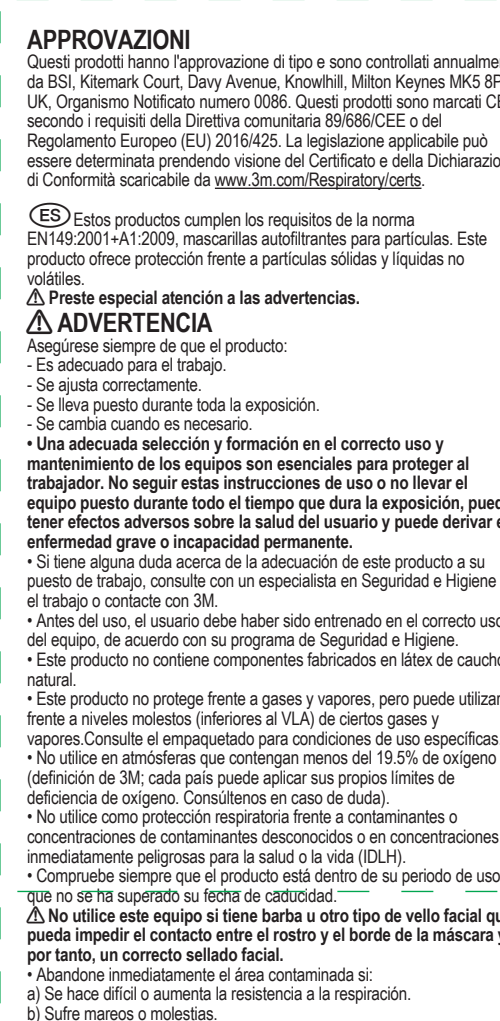 APPROVAZIONI
Questi prodotti hanno l'approvazione di tipo e sono controllati annualmen
da BSI, Kitemark Court, Davy Avenue, Knowlhill, Milton Keynes MK5 8P
UK, Organismo Notificato numero 0086. Questi prodotti sono marcati CE
secondo i requisiti della Direttiva comunitaria 89/686/CEE o del
Regolamento Europeo (EU) 2016/425. La legislazione applicabile può
essere determinata prendendo visione del Certificato e della Dichiarazio
di Conformità scaricabile da www.3m.com/Respiratory/certs.
ES Estos productos cumplen los requisitos de la norma
EN149:2001+A1:2009, mascarillas autofiltrantes para partículas. Este
producto ofrece protección frente a partículas sólidas y líquidas no
volátiles.
⚠ Preste especial atención a las advertencias.
⚠ ADVERTENCIA
Asegúrese siempre de que el producto:
- Es adecuado para el trabajo.
- Se ajusta correctamente.
- Se lleva puesto durante toda la exposición.
- Se cambia cuando es necesario.
• Una adecuada selección y formación en el correcto uso y
mantenimiento de los equipos son esenciales para proteger al
trabajador. No seguir estas instrucciones de uso o no llevar el
equipo puesto durante todo el tiempo que dura la exposición, pued
tener efectos adversos sobre la salud del usuario y puede derivar e
enfermedad grave o incapacidad permanente.
• Si tiene alguna duda acerca de la adecuación de este producto a su
puesto de trabajo, consulte con un especialista en Seguridad e Higiene
el trabajo o contacte con 3M.
• Antes del uso, el usuario debe haber sido entrenado en el correcto uso
del equipo, de acuerdo con su programa de Seguridad e Higiene.
• Este producto no contiene componentes fabricados en látex de caucho
natural.
• Este producto no protege frente a gases y vapores, pero puede utilizar
frente a niveles molestos (inferiores al VLA) de ciertos gases y
vapores.Consulte el empaquetado para condiciones de uso específicas
• No utilice en atmósferas que contengan menos del 19.5% de oxígeno
(definición de 3M; cada país puede aplicar sus propios límites de
deficiencia de oxígeno. Consúltenos en caso de duda).
• No utilice como protección respiratoria frente a contaminantes o
concentraciones de contaminantes desconocidos o en concentraciones
inmediatamente peligrosas para la salud o la vida (IDLH).
• Compruebe siempre que el producto está dentro de su periodo de uso
que no se ha superado su fecha de caducidad.
⚠ No utilice este equipo si tiene barba u otro tipo de vello facial qu
pueda impedir el contacto entre el rostro y el borde de la máscara y
por tanto, un correcto sellado facial.
• Abandone inmediatamente el área contaminada si:
a) Se hace difícil o aumenta la resistencia a la respiración.
b) Sufre mareos o molestias.